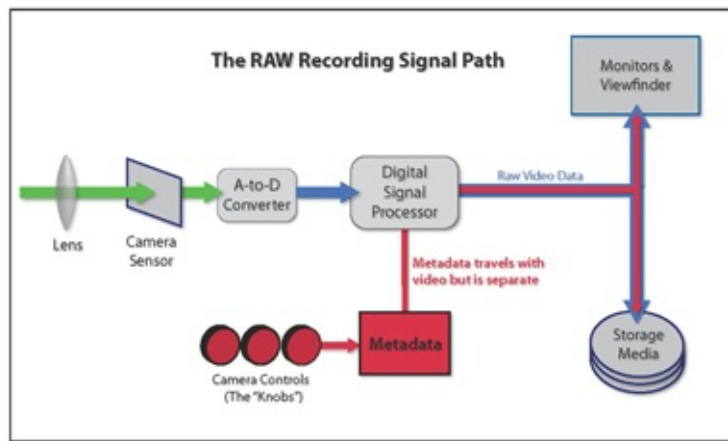 The RAW Recording Signal Path
Monitors &
Viewfinder
A-to-D
Converter
Digital
Signal
Processor
Raw Video Data
Lens
Camera
Sensor
Metadata travels with
video but is separate
Metadata
Camera Controls
(The "Knobs")
Storage
Media